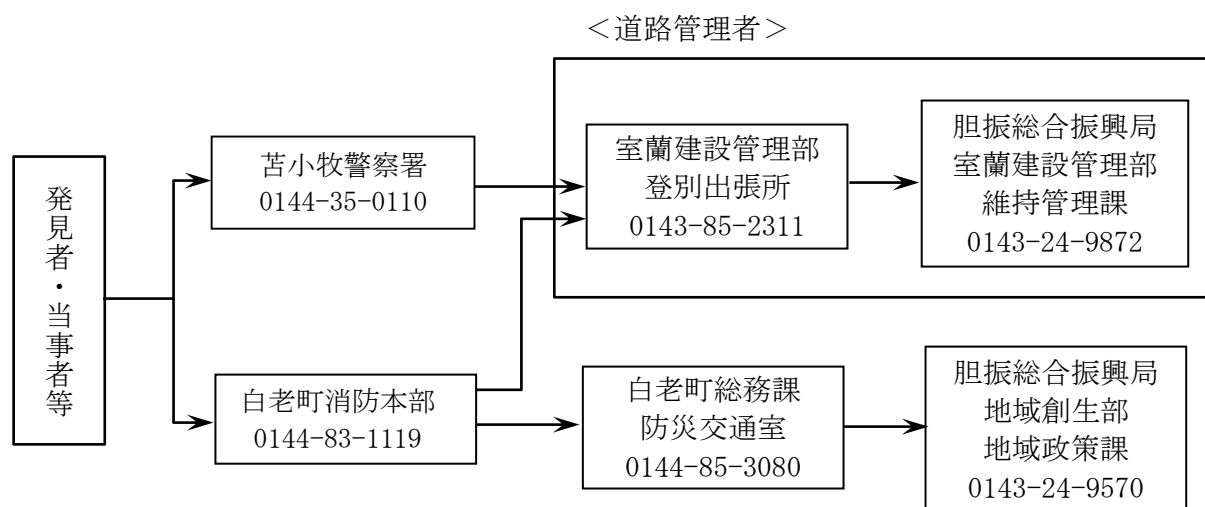 ＜道路管理者＞
発見者・当事者等
苫小牧警察署
0144-35-0110
室蘭建設管理部
登別出張所
0143-85-2311
胆振総合振興局
室蘭建設管理部
維持管理課
0143-24-9872
白老町消防本部
0144-83-1119
白老町総務課
防災交通室
0144-85-3080
胆振総合振興局
地域創生部
地域政策課
0143-24-9570